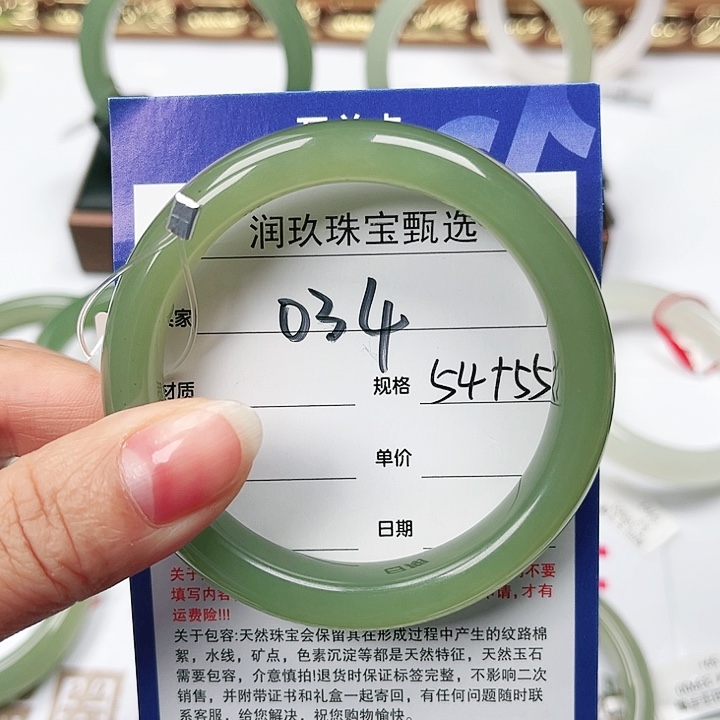 润玖珠宝甄选
034
家
材质
规格 54+55
单价
日期
关于
不要
填写内容
请,才有
运费险!!!
关于包容:天然珠宝会保留其在形成过程中产生的纹路棉
絮，水线，矿点，色素沉淀等都是天然特征，天然玉石
需要包容，介意慎拍!退货时保证标签完整，不影响二次
销售，并附带证书和礼盒一起寄回，有任何问题随时联
系客服，给您解决，祝您购物愉快。